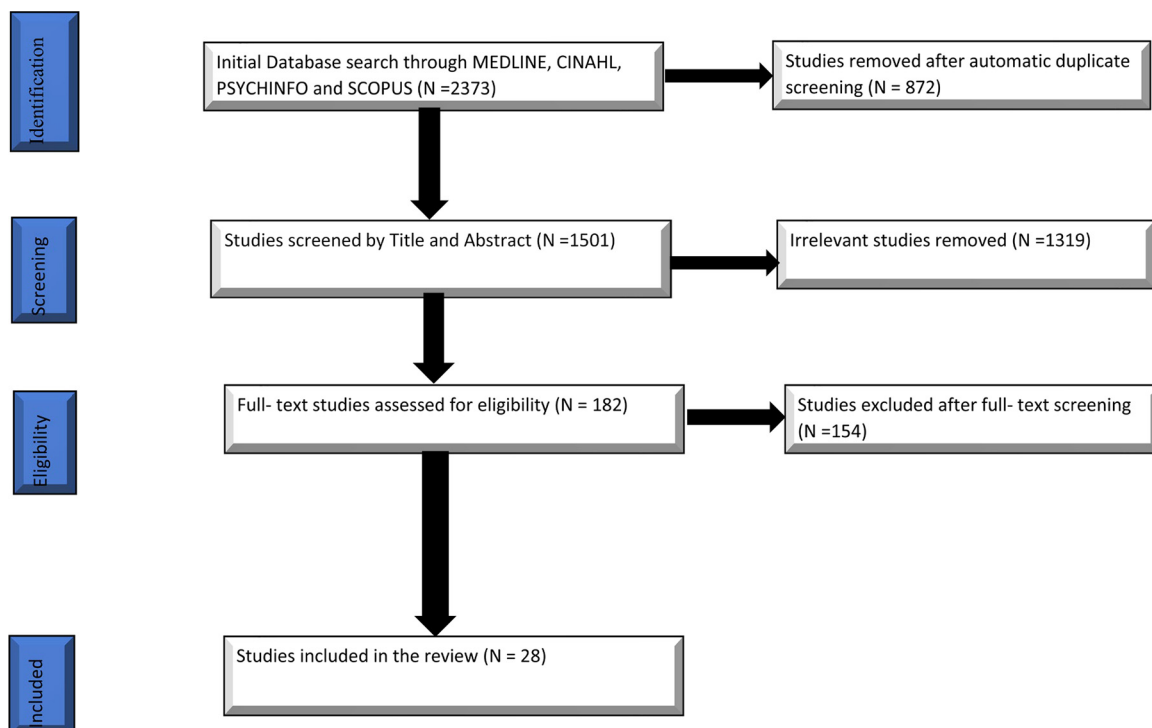 Identification
Initial Database search through MEDLINE, CINAHL,
PSYCHINFO and SCOPUS (N =2373)
Studies removed after automatic duplicate
screening (N = 872)
Screening
Studies screened by Title and Abstract (N =1501)
Irrelevant studies removed (N =1319)
Eligibility
Full- text studies assessed for eligibility (N = 182)
Studies excluded after full- text screening
(N =154)
Included
Studies included in the review (N = 28)